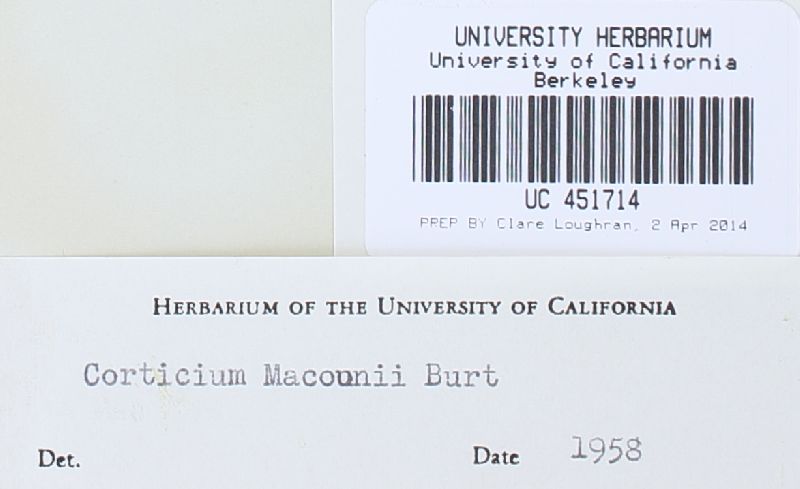 UNIVERSITY HERBARIUM
University of California
Berkeley
UC 451714
PREP BY Clare Loughran, 2 Apr 2014
HERBARIUM OF THE UNIVERSITY OF CALIFORNIA
Corticium Macounii Burt
Det.
Date 1958